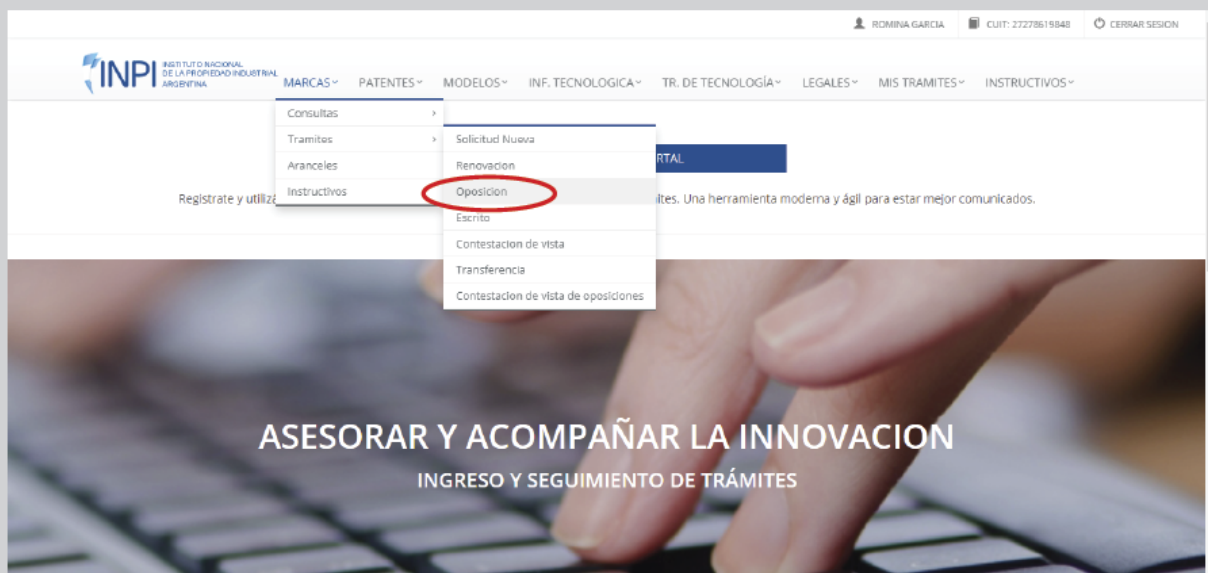 ROMINA GARCIA CUIT: 27278619848 CERRAR SESION
INPI INSTITUTO NACIONAL
DE LA PROPIEDAD INDUSTRIAL
ARGENTINA
MARCAS PATENTES MODELOS INF. TECNOLOGICA TR. DE TECNOLOGÍA LEGALES MIS TRAMITES INSTRUCTIVOS
Consultas
Tramites
Aranceles
Instructivos
Solicitud Nueva
Renovacion
Oposicion
Escrito
Contestacion de vista
Transferencia
Contestacion de vista de oposiciones
RTAL
Registrate y utiliza ites. Una herramienta moderna y ágil para estar mejor comunicados.
ASESORAR Y ACOMPAÑAR LA INNOVACION
INGRESO Y SEGUIMIENTO DE TRÁMITES